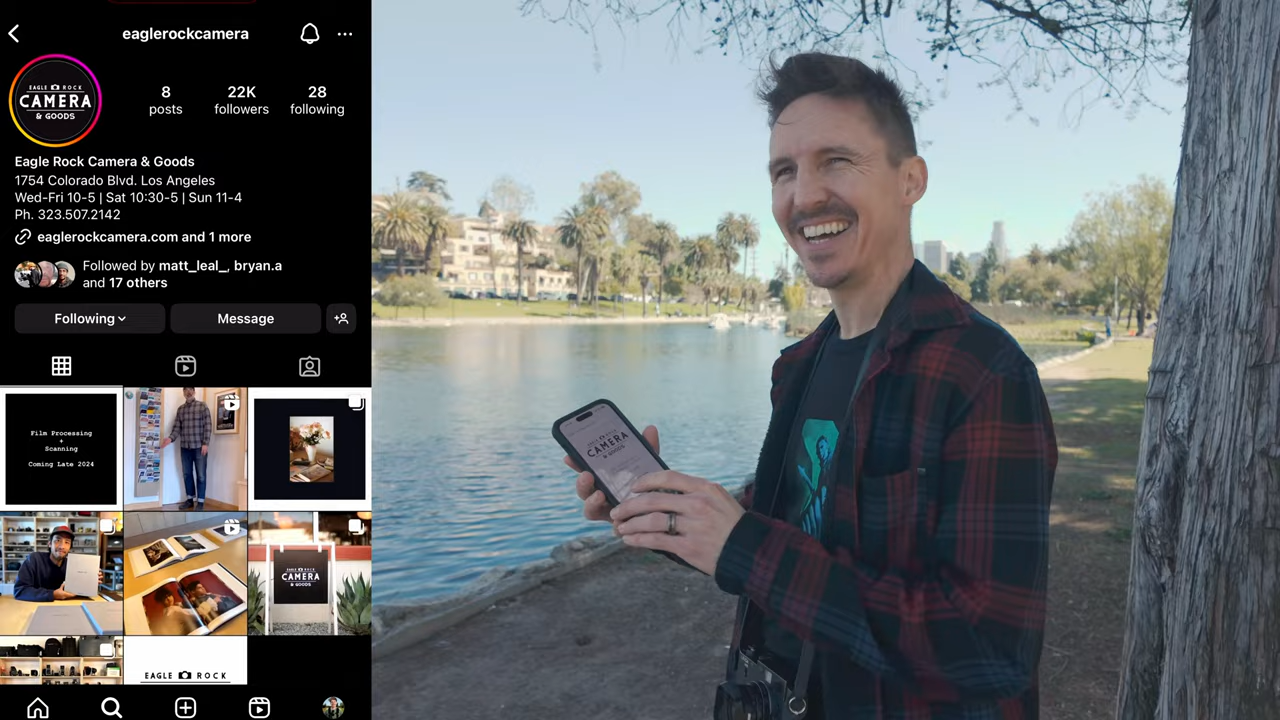 eaglerockcamera
EAGLE ROCK
CAMERA
& GOODS
8
posts
22K
followers
28
following
Eagle Rock Camera & Goods
1754 Colorado Blvd. Los Angeles
Wed-Fri 10-5 | Sat 10:30-5 | Sun 11-4
Ph. 323.507.2142
eaglerockcamera.com and 1 more
Followed by matt_leal_, bryan.a
and 17 others
Following
Message
Film Processing
+
Scanning
Coming Late 2024
EAGLE ROCK
CAMERA
& GOODS
EAGLE ROCK
EAGLE ROCK
CAMERA
& GOODS